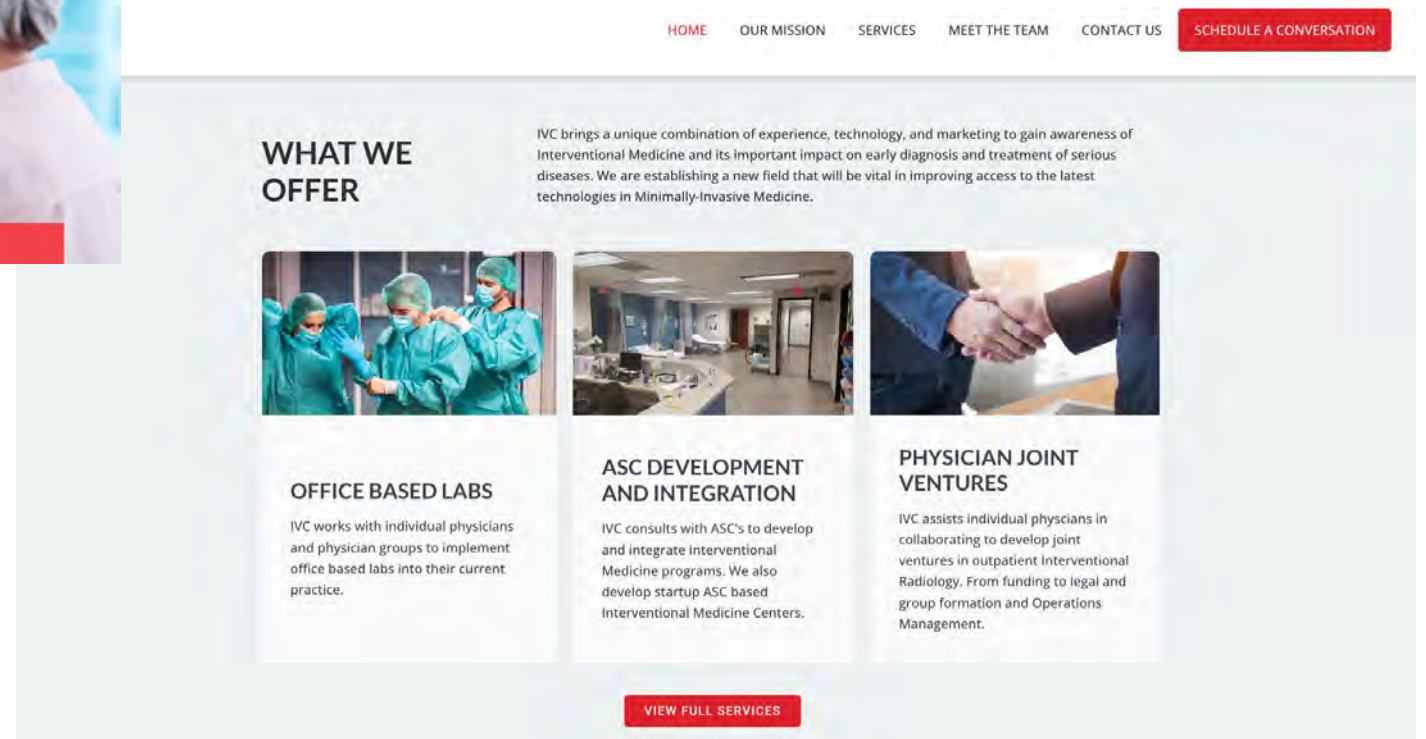 HOME OUR MISSION SERVICES MEET THE TEAM CONTACT US SCHEDULE A CONVERSATION
WHAT WE
OFFER
IVC brings a unique combination of experience, technology, and marketing to gain awareness of
Interventional Medicine and its important impact on early diagnosis and treatment of serious
diseases. We are establishing a new field that will be vital in improving access to the latest
technologies in Minimally-Invasive Medicine.
OFFICE BASED LABS
IVC works with individual physicians
and physician groups to implement
office based labs into their current
practice.
ASC DEVELOPMENT
AND INTEGRATION
IVC consults with ASC's to develop
and integrate Interventional
Medicine programs. We also
develop startup ASC based
Interventional Medicine Centers.
PHYSICIAN JOINT
VENTURES
IVC assists individual physcians in
collaborating to develop joint
ventures in outpatient Interventional
Radiology. From funding to legal and
group formation and Operations
Management.
VIEW FULL SERVICES